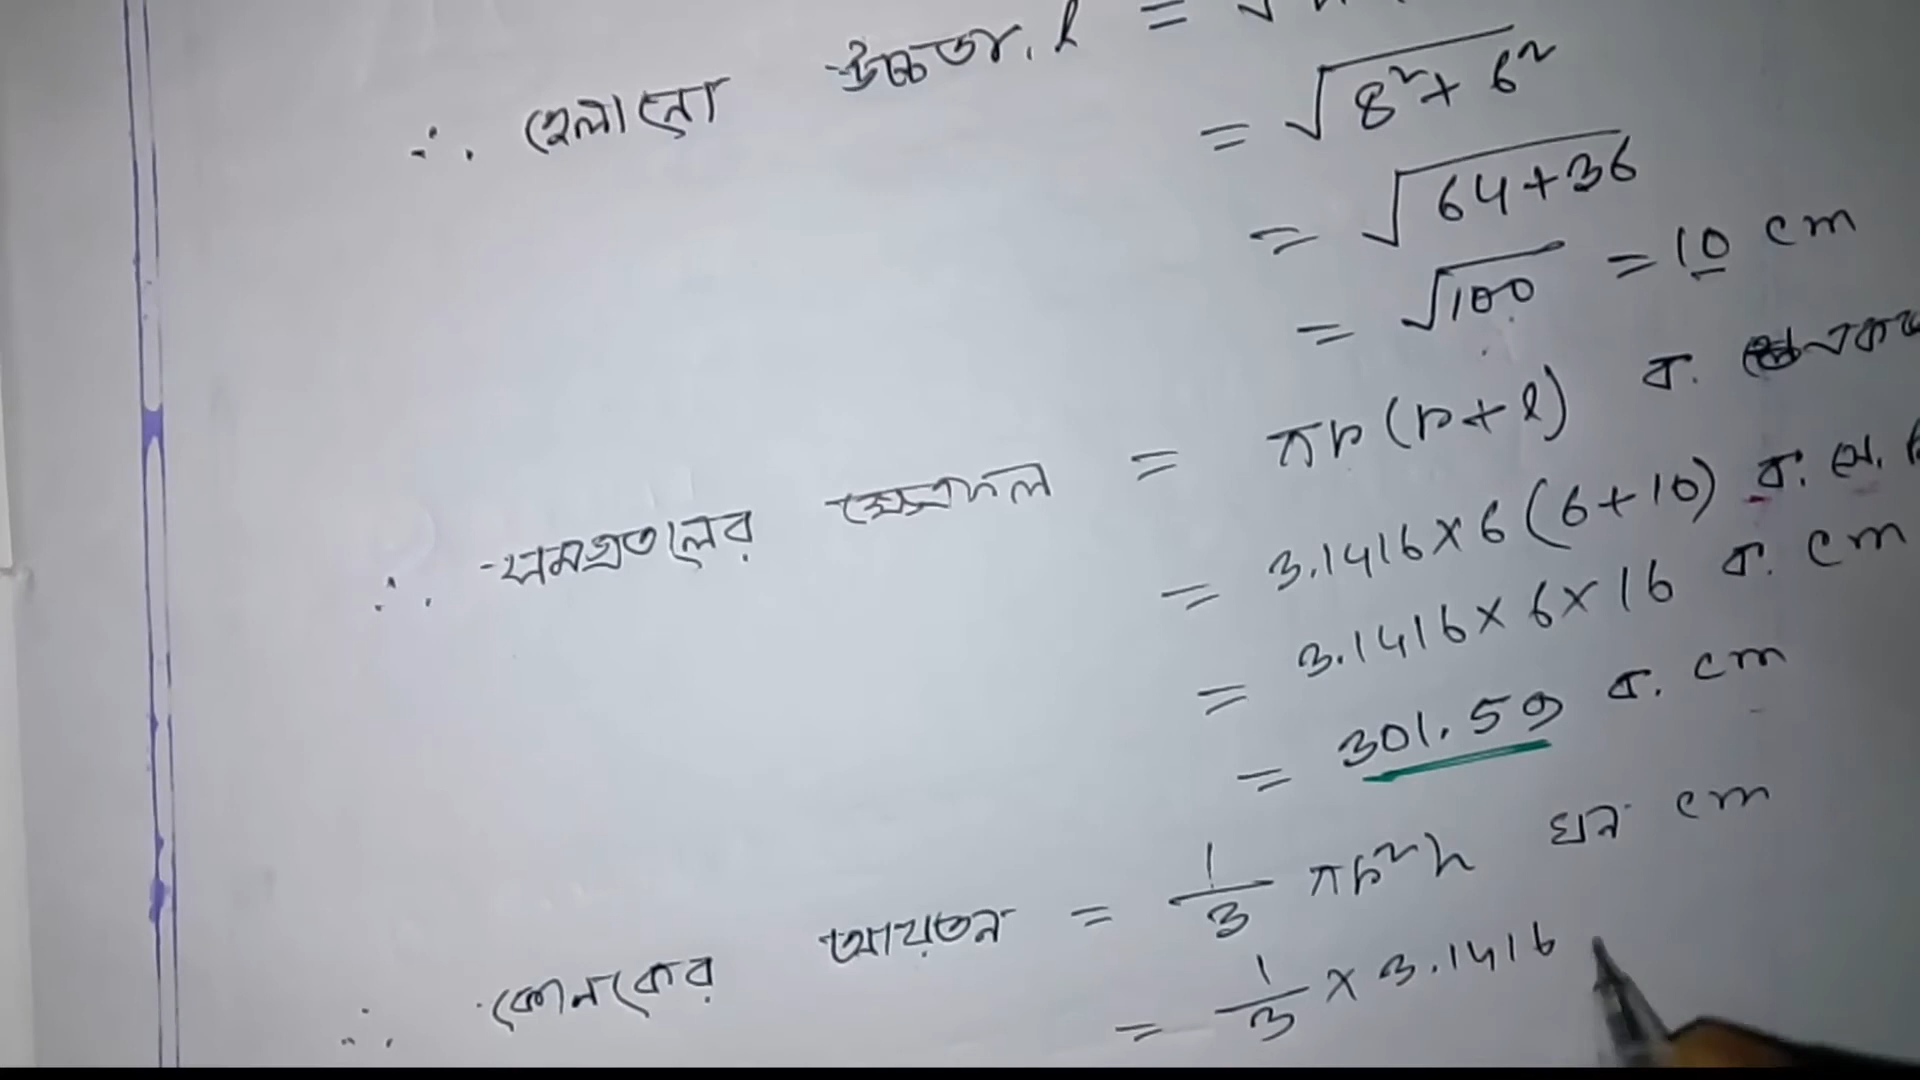 ∴ হেলানো উচ্চতা, l = √
= √8²+6²
= √64+36
= √100 = 10 cm
∴ সমগ্রতলের ক্ষেত্রফল = πr(r+l) ব. একক
= 3.1416×6(6+10) ব. সে.
= 3.1416×6×16 ব. cm
= 301.59 ব. cm
∴ কোনকের আয়তন = 1/3 πr²h ঘন cm
= 1/3 × 3.1416